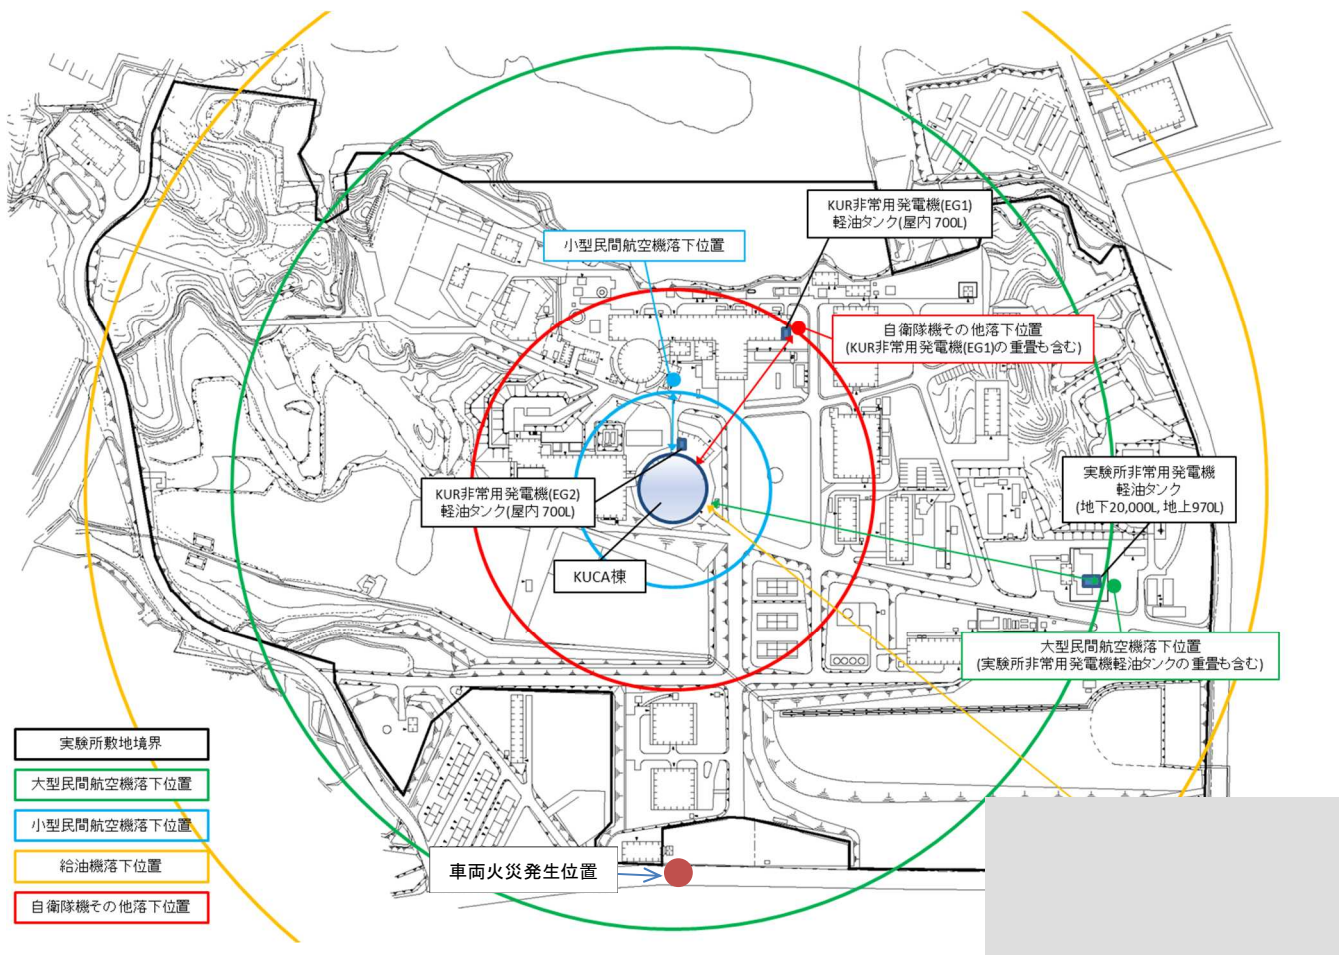 KUR非常用発電機(EG1)
軽油タンク(屋内 700L)
小型民間航空機落下位置
自衛隊機その他落下位置
(KUR非常用発電機(EG1)の重畳も含む)
実験所非常用発電機
軽油タンク
(地下20,000L, 地上970L)
KUR非常用発電機(EG2)
軽油タンク(屋内 700L)
KUCA棟
大型民間航空機落下位置
(実験所非常用発電機軽油タンクの重畳も含む)
実験所敷地境界
大型民間航空機落下位置
小型民間航空機落下位置
給油機落下位置
自衛隊機その他落下位置
車両火災発生位置